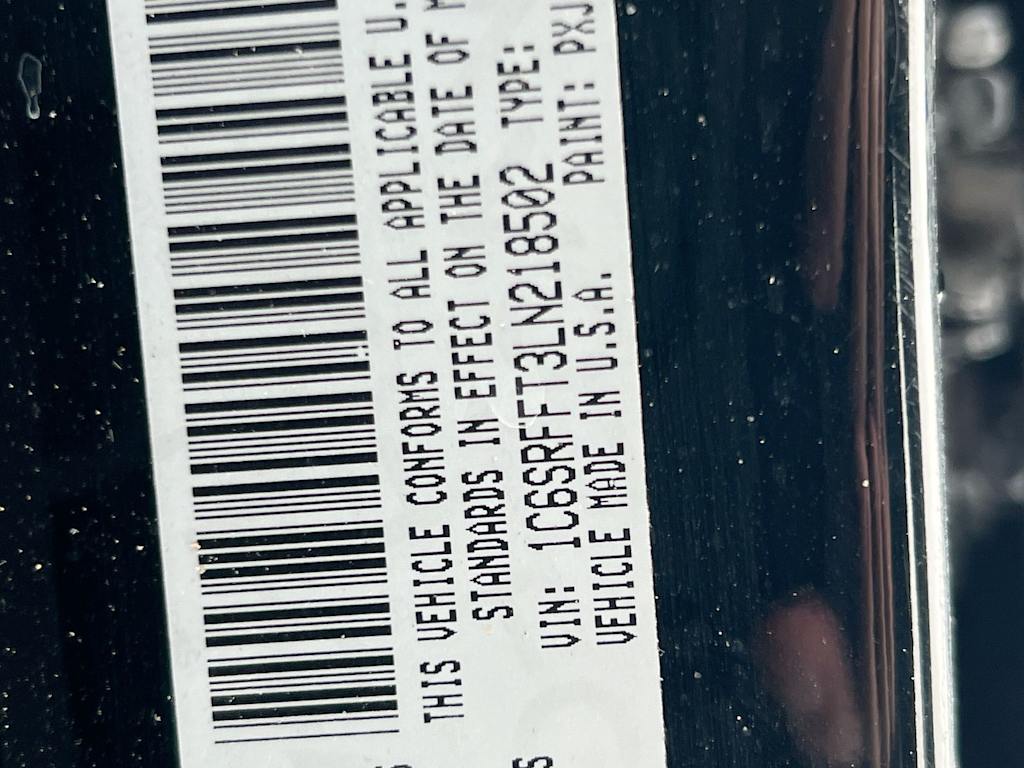 THIS VEHICLE CONFORMS TO ALL APPLICABLE U.
STANDARDS IN EFFECT ON THE DATE OF M
VIN: 1C6SRFFT3LN218502 TYPE:
VEHICLE MADE IN U.S.A. PAINT: PXJ